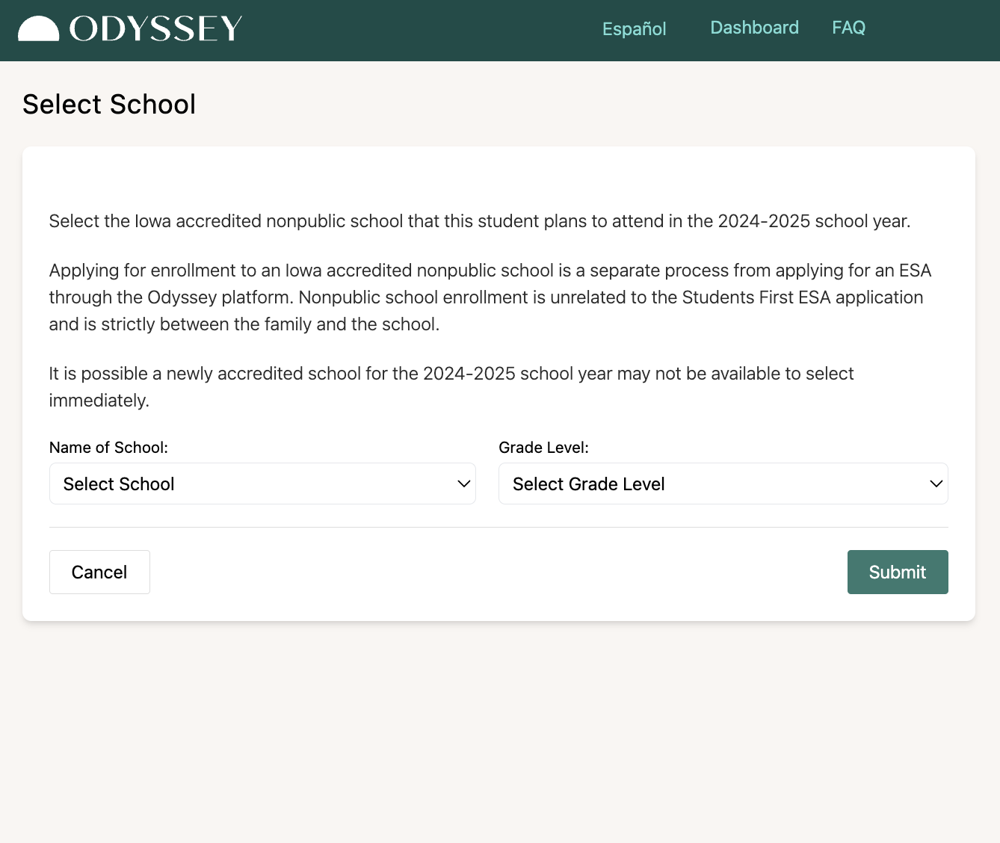 ODYSSEY
Español
Dashboard
FAQ
Select School
Select the Iowa accredited nonpublic school that this student plans to attend in the 2024-2025 school year.
Applying for enrollment to an Iowa accredited nonpublic school is a separate process from applying for an ESA
through the Odyssey platform. Nonpublic school enrollment is unrelated to the Students First ESA application
and is strictly between the family and the school.
It is possible a newly accredited school for the 2024-2025 school year may not be available to select
immediately.
Name of School:
Grade Level:
Select School
Select Grade Level
Cancel
Submit